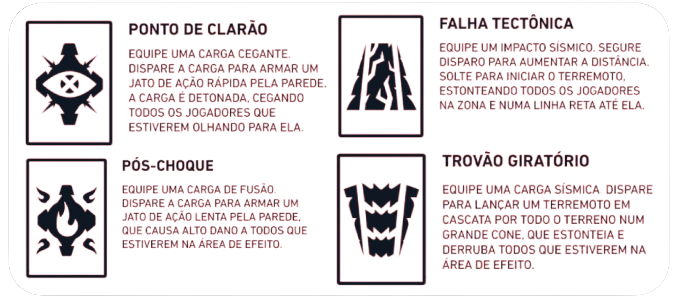 PONTO DE CLARÃO
EQUIPE UMA CARGA CEGANTE.
DISPARE A CARGA PARA ARMAR UM
JATO DE AÇÃO RÁPIDA PELA PAREDE.
A CARGA É DETONADA, CEGANDO
TODOS OS JOGADORES QUE
ESTIVEREM OLHANDO PARA ELA.
FALHA TECTÔNICA
EQUIPE UM IMPACTO SÍSMICO. SEGURE
DISPARO PARA AUMENTAR A DISTÂNCIA.
SOLTE PARA INICIAR O TERREMOTO,
ESTONTEANDO TODOS OS JOGADORES
NA ZONA E NUMA LINHA RETA ATÉ ELA.
PÓS-CHOQUE
EQUIPE UMA CARGA DE FUSÃO.
DISPARE A CARGA PARA ARMAR UM
JATO DE AÇÃO LENTA PELA PAREDE,
QUE CAUSA ALTO DANO A TODOS QUE
ESTIVEREM NA ÁREA DE EFEITO.
TROVÃO GIRATÓRIO
EQUIPE UMA CARGA SÍSMICA DISPARE
PARA LANÇAR UM TERREMOTO EM
CASCATA POR TODO O TERRENO NUM
GRANDE CONE, QUE ESTONTEIA E
DERRUBA TODOS QUE ESTIVEREM NA
ÁREA DE EFEITO.